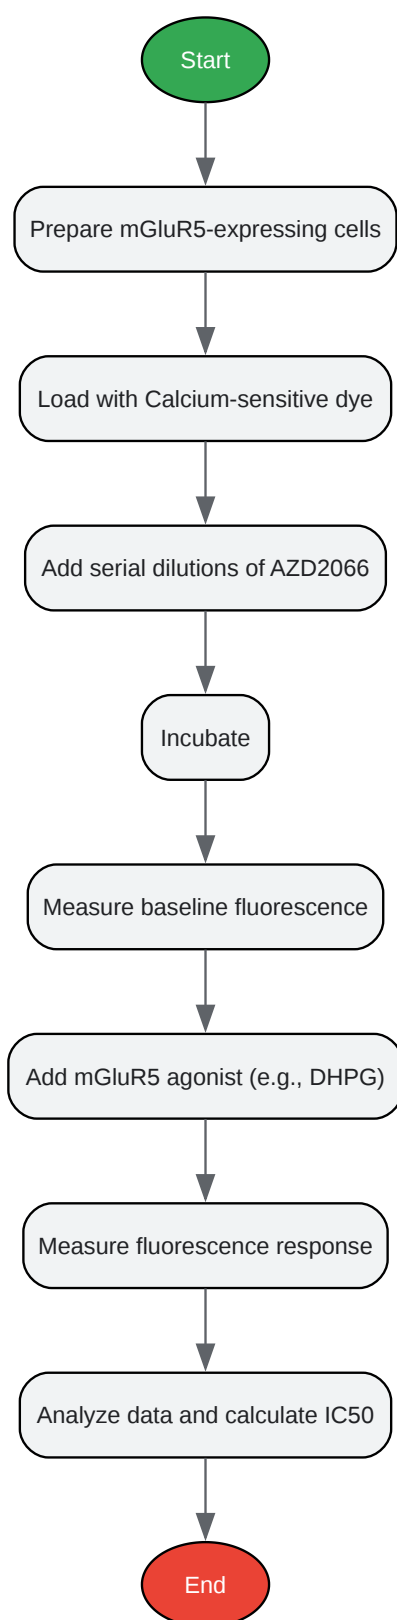 Start
Prepare mGluR5-expressing cells
Load with Calcium-sensitive dye
Add serial dilutions of AZD2066
Incubate
Measure baseline fluorescence
Add mGluR5 agonist (e.g., DHPG)
Measure fluorescence response
Analyze data and calculate IC50
End